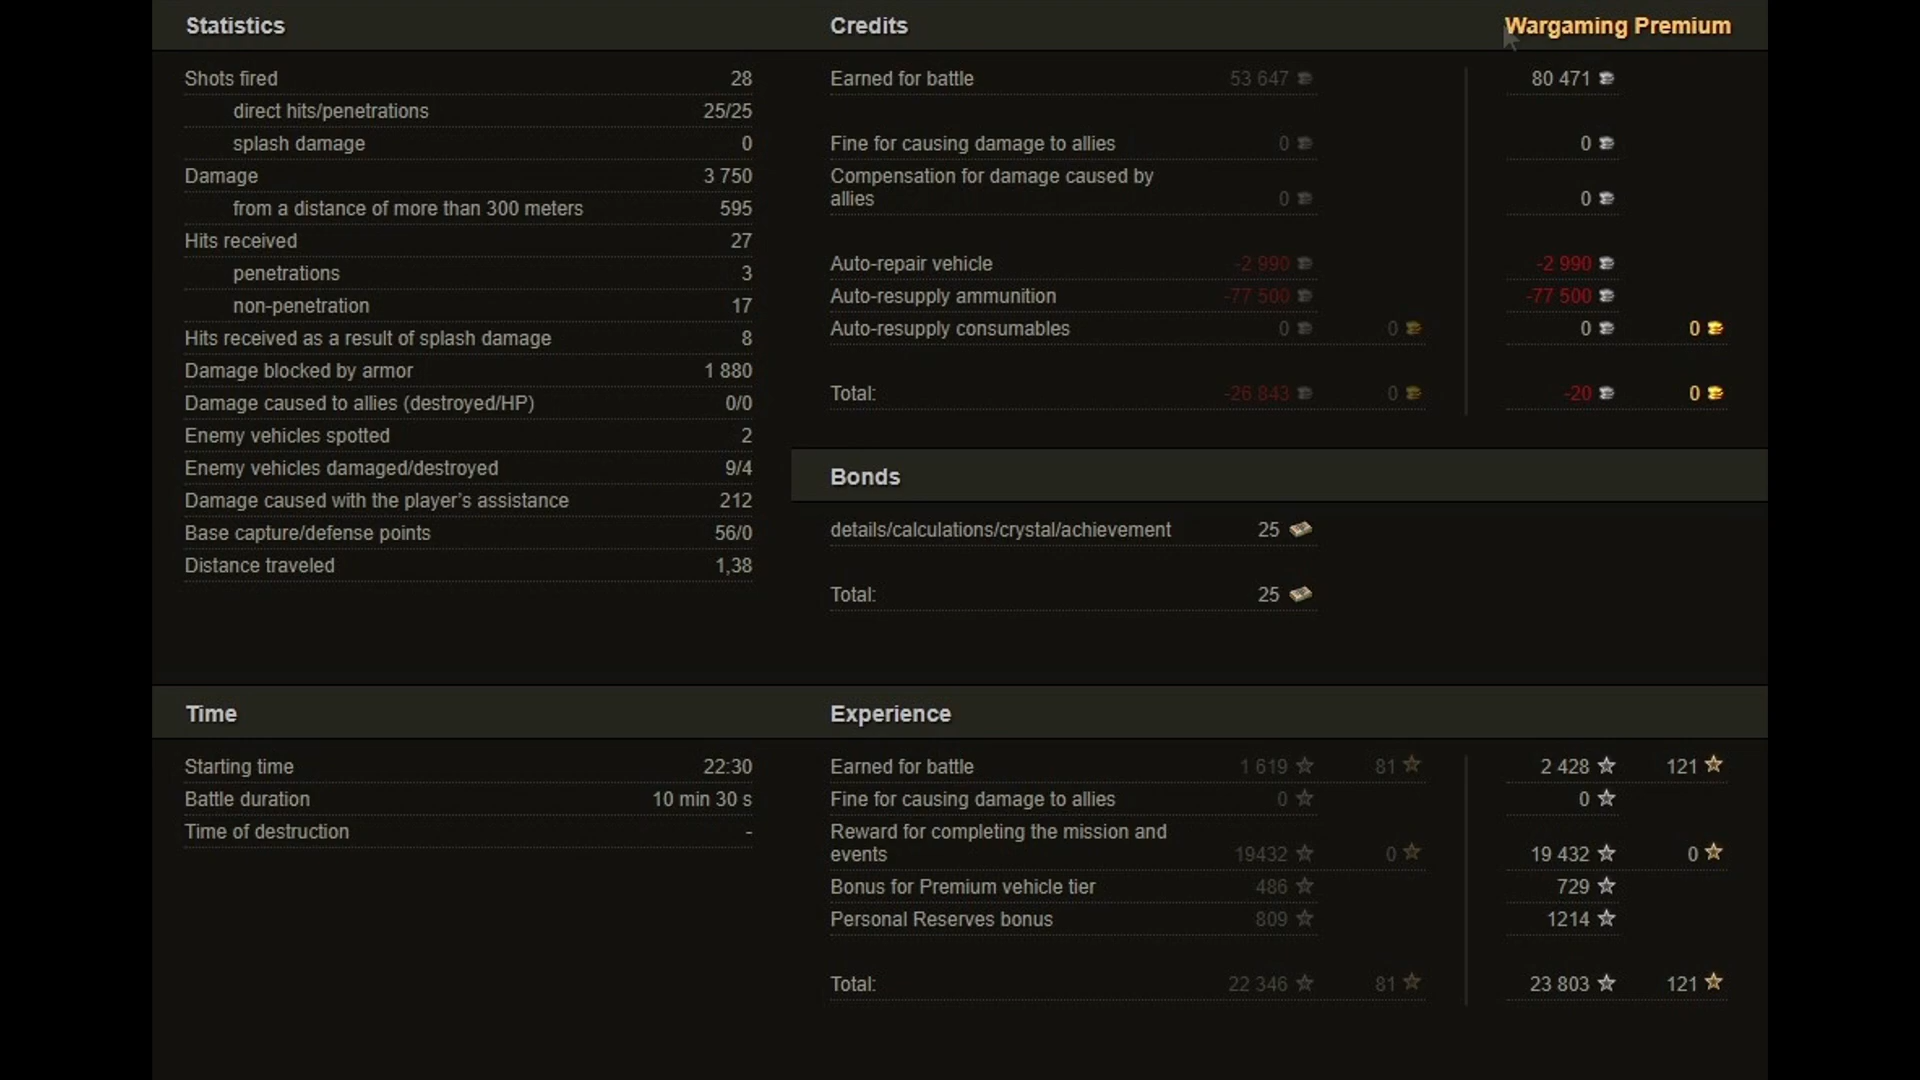 Statistics
Shots fired 28
direct hits/penetrations 25/25
splash damage 0
Damage 3 750
from a distance of more than 300 meters 595
Hits received 27
penetrations 3
non-penetration 17
Hits received as a result of splash damage 8
Damage blocked by armor 1 880
Damage caused to allies (destroyed/HP) 0/0
Enemy vehicles spotted 2
Enemy vehicles damaged/destroyed 9/4
Damage caused with the player's assistance 212
Base capture/defense points 56/0
Distance traveled 1,38
Credits Wargaming Premium
Earned for battle 53 647 80 471
Fine for causing damage to allies 0 0
Compensation for damage caused by
allies 0 0
Auto-repair vehicle -2 990 -2 990
Auto-resupply ammunition -77 500 -77 500
Auto-resupply consumables 0 0 0 0
Total: -26 843 0 -20 0
Bonds
details/calculations/crystal/achievement 25
Total: 25
Time
Starting time 22:30
Battle duration 10 min 30 s
Time of destruction -
Experience
Earned for battle 1 619 81 2 428 121
Fine for causing damage to allies 0 0
Reward for completing the mission and
events 19432 0 19 432 0
Bonus for Premium vehicle tier 486 729
Personal Reserves bonus 809 1214
Total: 22 346 81 23 803 121